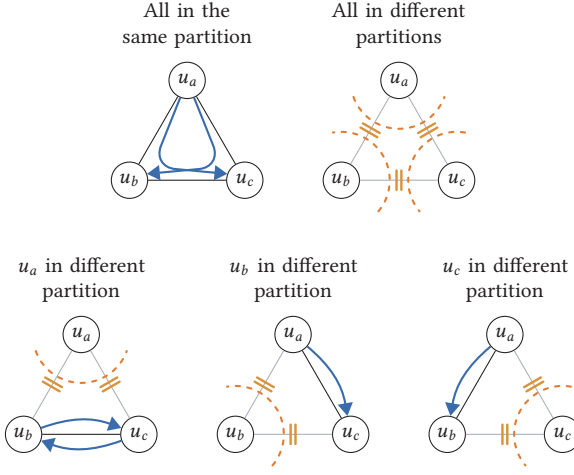 All in the
same partition
All in different
partitions
u_a
u_a
u_b
u_c
u_b
u_c
u_a in different
partition
u_b in different
partition
u_c in different
partition
u_a
u_a
u_a
u_b
u_c
u_b
u_c
u_b
u_c